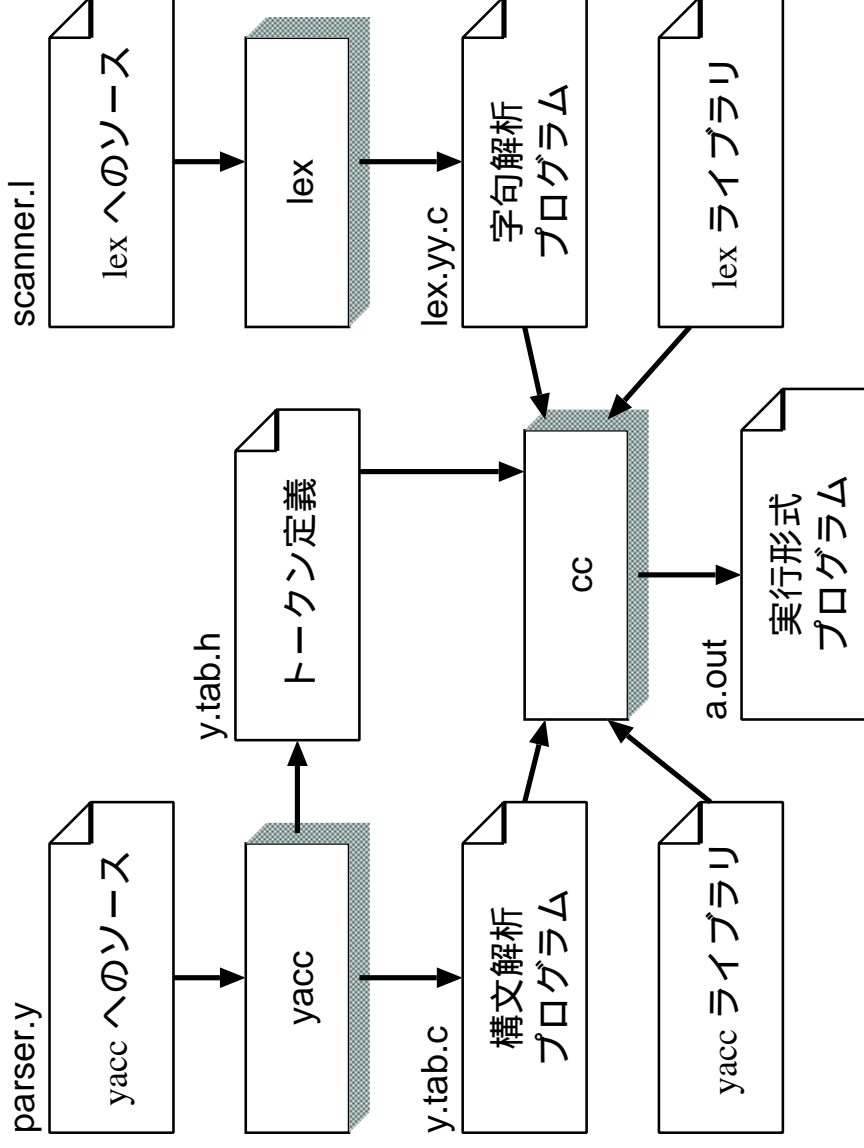 parser.y
yacc へのソース
yacc
y.tab.c
構文解析
プログラム
yacc ライブラリ
y.tab.h
トークン定義
cc
a.out
実行形式
プログラム
scanner.l
lex へのソース
lex
lex.yy.c
字句解析
プログラム
lex ライブラリ